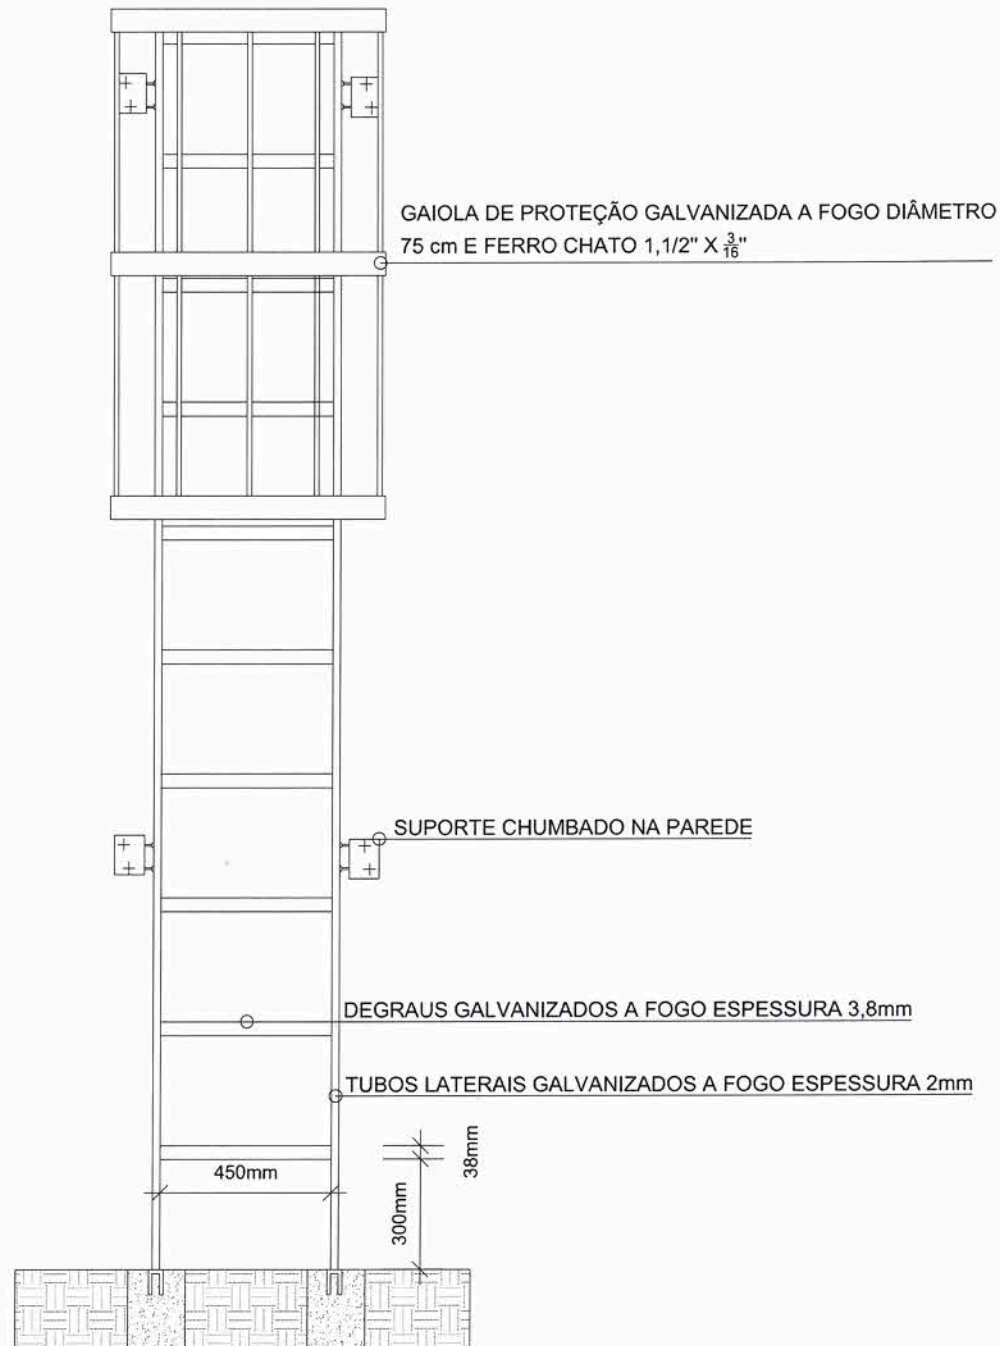 GAIOLA DE PROTEÇÃO GALVANIZADA A FOGO DIÂMETRO
75 cm E FERRO CHATO 1,1/2" X 3/16"
SUPORTE CHUMBADO NA PAREDE
DEGRAUS GALVANIZADOS A FOGO ESPESSURA 3,8mm
TUBOS LATERAIS GALVANIZADOS A FOGO ESPESSURA 2mm
38mm
450mm
300mm